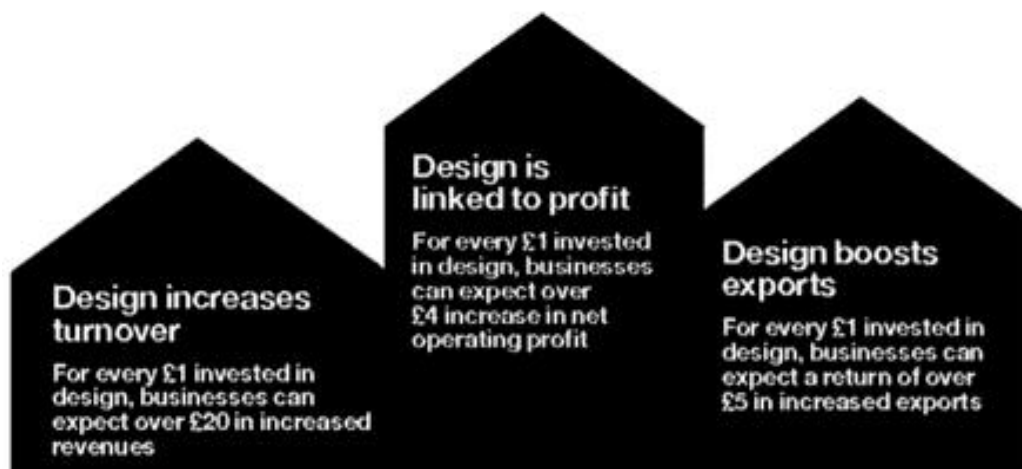 Design increases
turnover
For every £1 invested in
design, businesses can
expect over £20 in increased
revenues
Design is
linked to profit
For every £1 invested
in design, businesses
can expect over
£4 increase in net
operating profit
Design boosts
exports
For every £1 invested in
design, businesses can
expect a return of over
£5 in increased exports